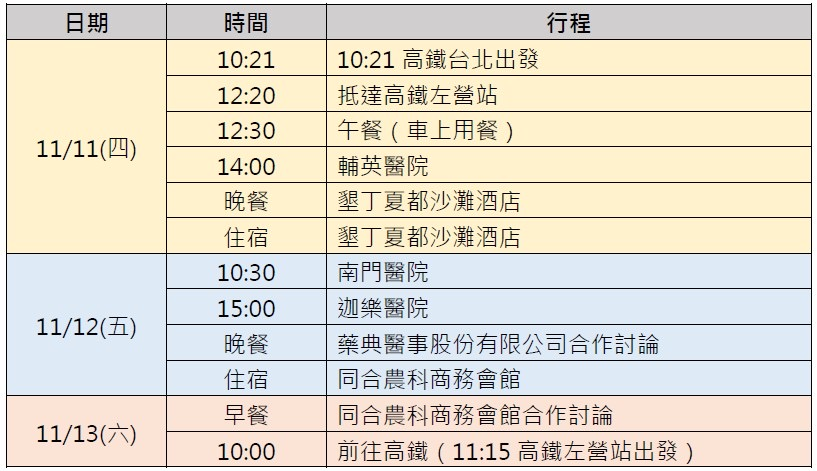 日期 時間 行程
11/11(四)
10:21 10:21 高鐵台北出發
12:20 抵達高鐵左營站
12:30 午餐（車上用餐）
14:00 輔英醫院
晚餐 墾丁夏都沙灘酒店
住宿 墾丁夏都沙灘酒店
11/12(五)
10:30 南門醫院
15:00 迦樂醫院
晚餐 藥典醫事股份有限公司合作討論
住宿 同合農科商務會館
11/13(六)
早餐 同合農科商務會館合作討論
10:00 前往高鐵（11:15 高鐵左營站出發）